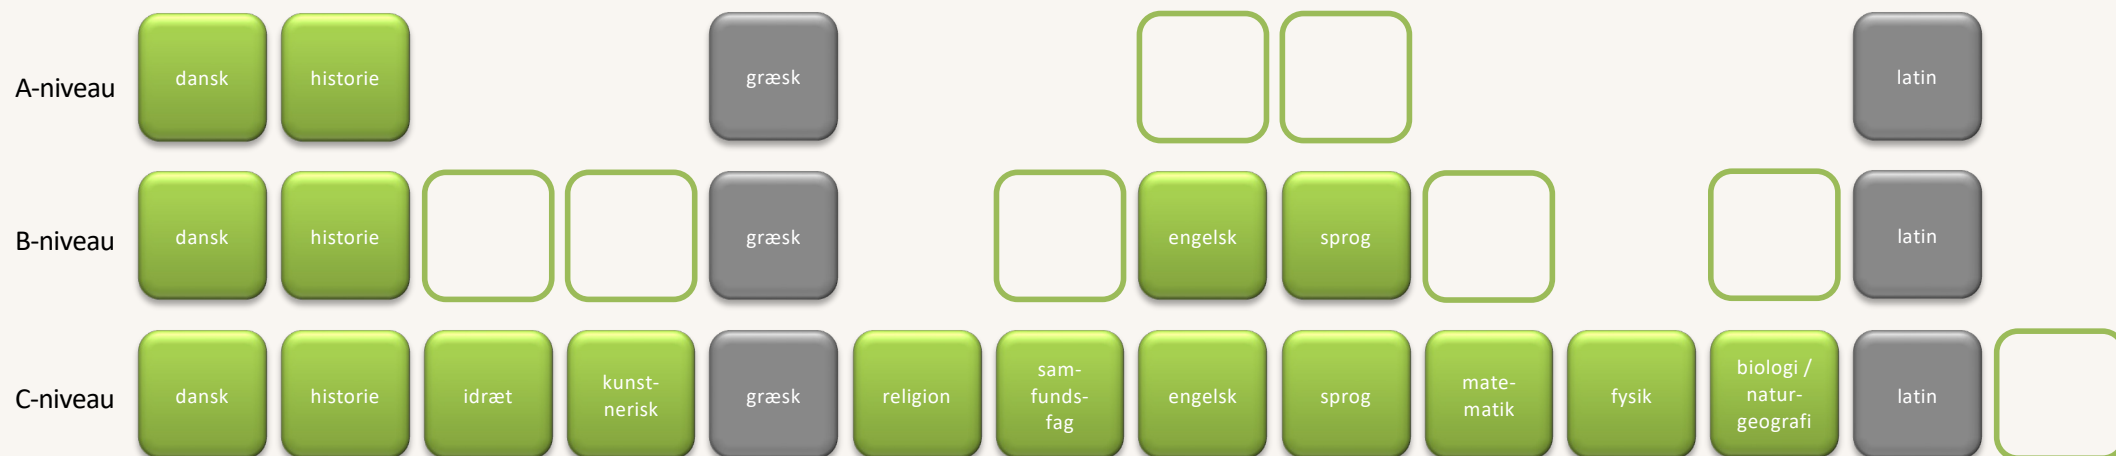 A-niveau
dansk
historie
græsk
latin
B-niveau
dansk
historie
græsk
engelsk
sprog
latin
C-niveau
dansk
historie
idræt
kunst-
nerisk
græsk
religion
sam-
funds-
fag
engelsk
sprog
mate-
matik
fysik
biologi /
natur-
geografi
latin